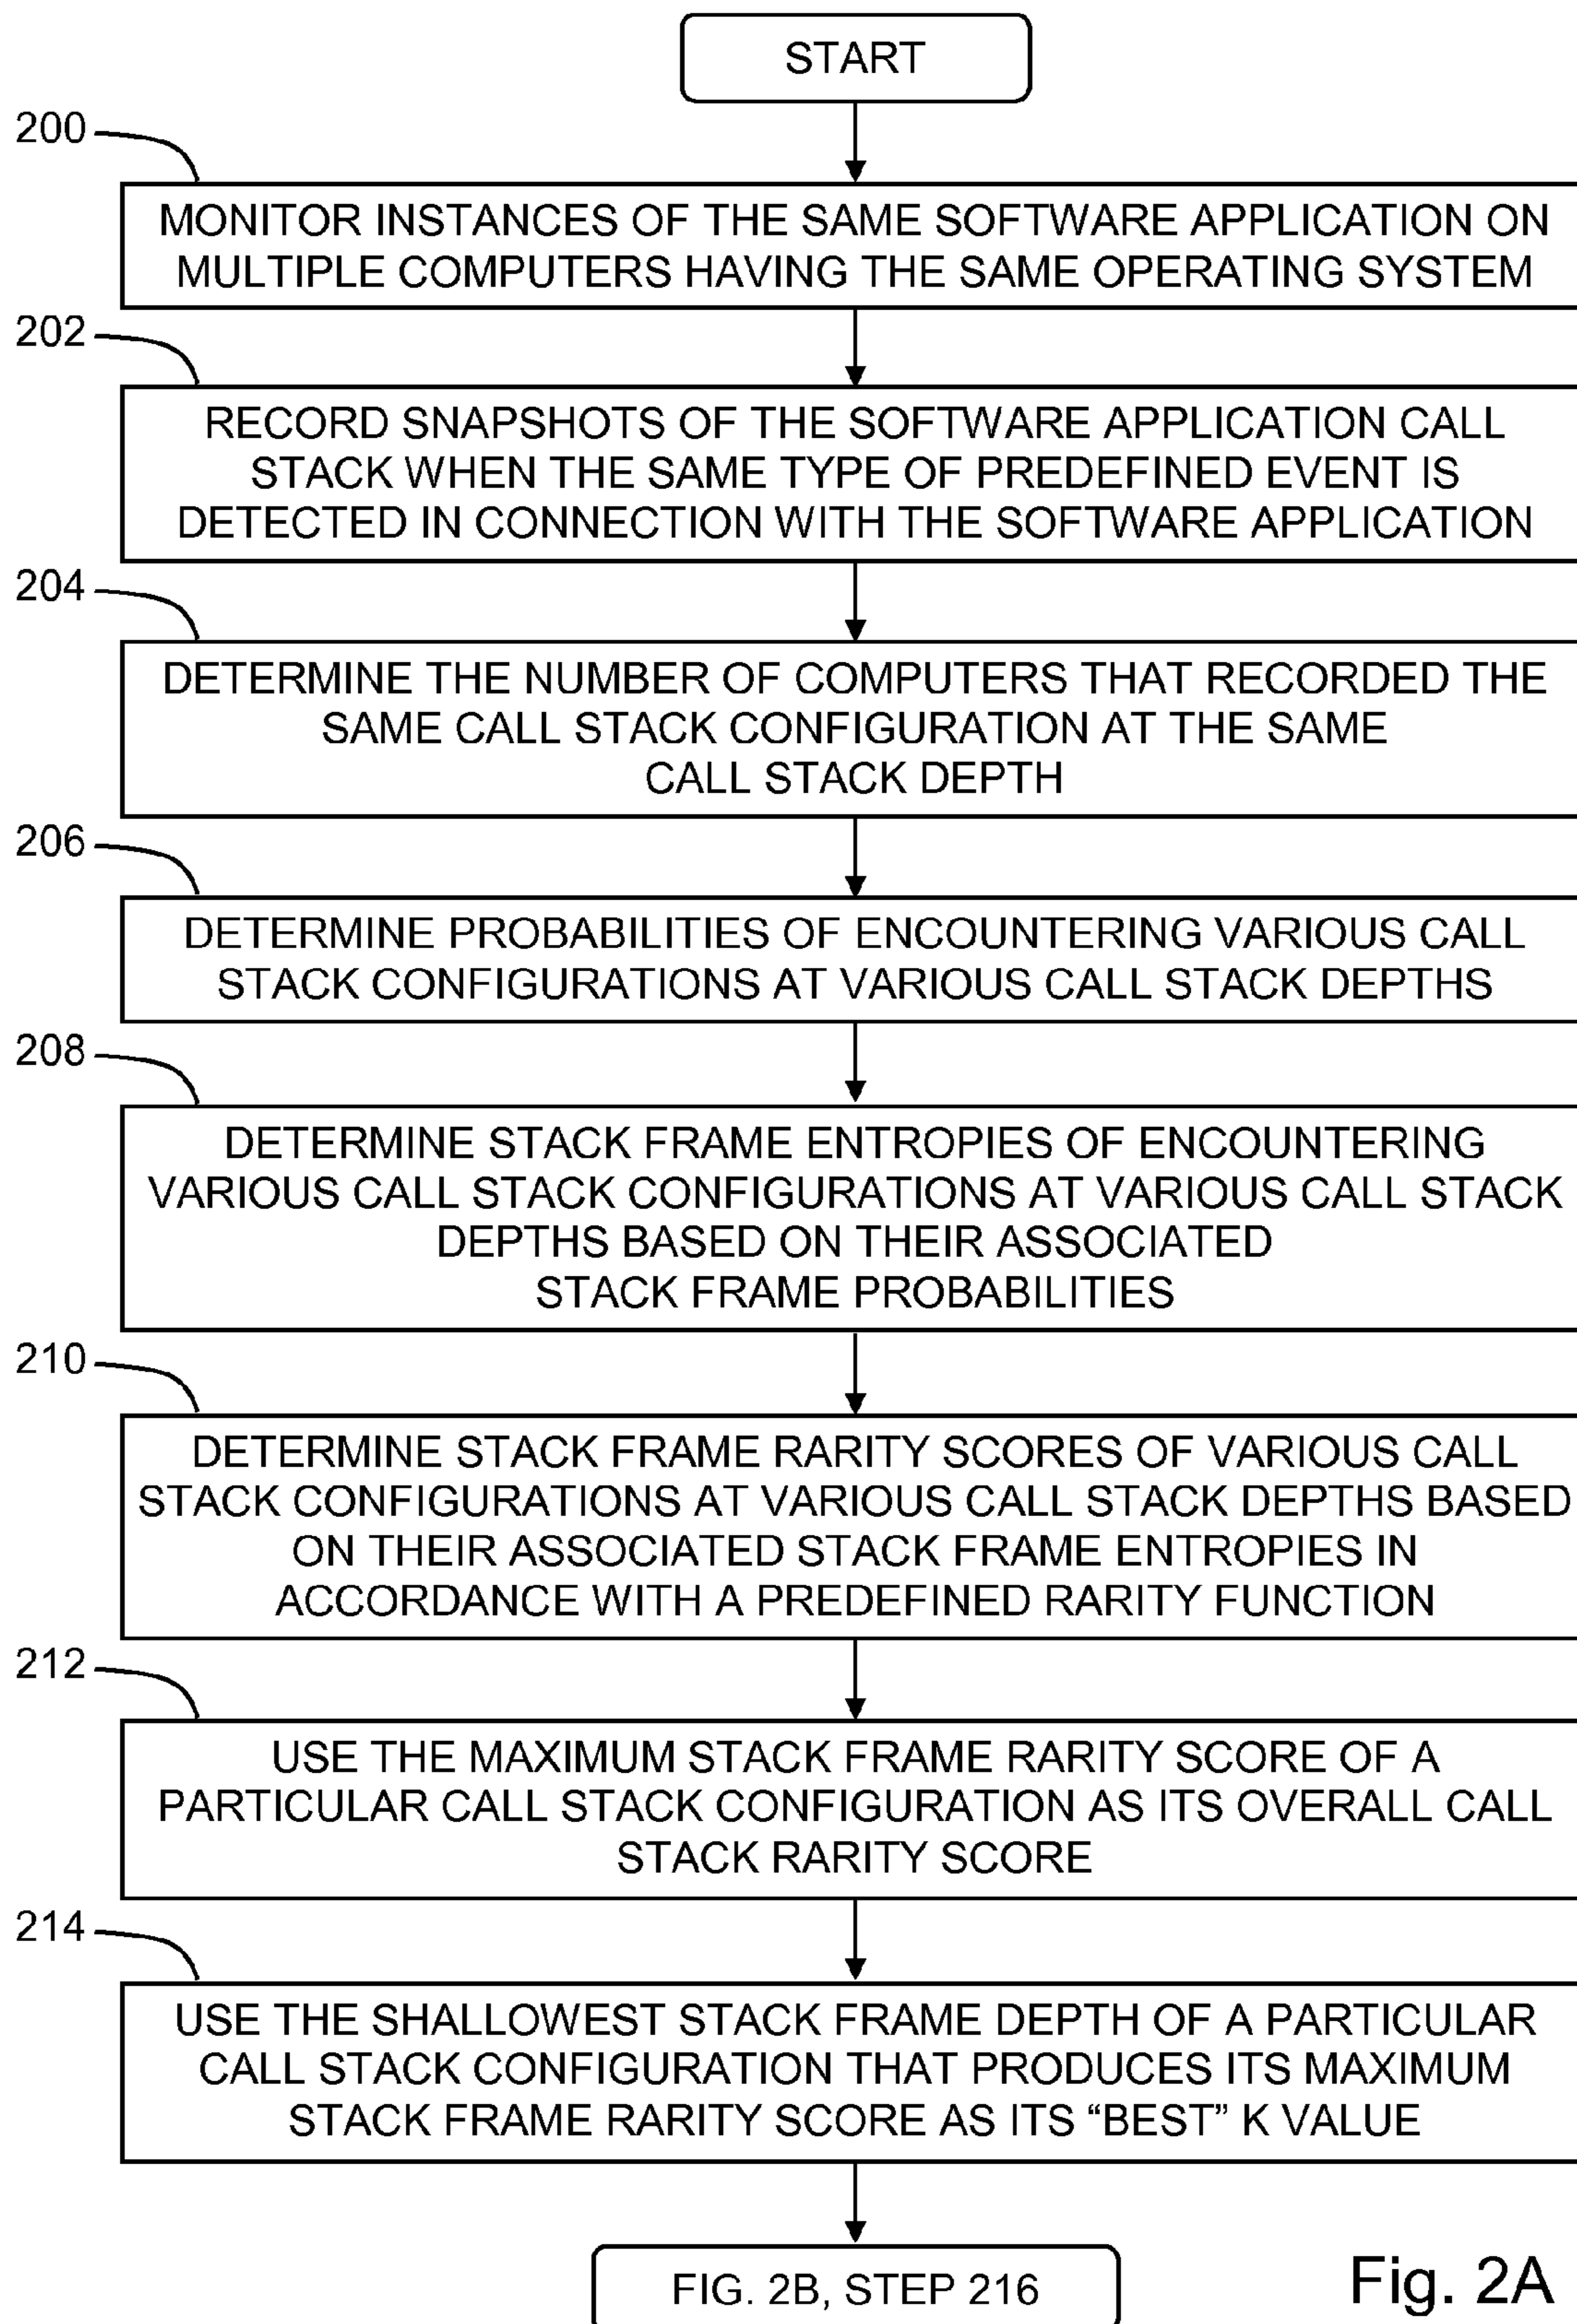 START
200
MONITOR INSTANCES OF THE SAME SOFTWARE APPLICATION ON
MULTIPLE COMPUTERS HAVING THE SAME OPERATING SYSTEM
202
RECORD SNAPSHOTS OF THE SOFTWARE APPLICATION CALL
STACK WHEN THE SAME TYPE OF PREDEFINED EVENT IS
DETECTED IN CONNECTION WITH THE SOFTWARE APPLICATION
204
DETERMINE THE NUMBER OF COMPUTERS THAT RECORDED THE
SAME CALL STACK CONFIGURATION AT THE SAME
CALL STACK DEPTH
206
DETERMINE PROBABILITIES OF ENCOUNTERING VARIOUS CALL
STACK CONFIGURATIONS AT VARIOUS CALL STACK DEPTHS
208
DETERMINE STACK FRAME ENTROPIES OF ENCOUNTERING
VARIOUS CALL STACK CONFIGURATIONS AT VARIOUS CALL STACK
DEPTHS BASED ON THEIR ASSOCIATED
STACK FRAME PROBABILITIES
210
DETERMINE STACK FRAME RARITY SCORES OF VARIOUS CALL
STACK CONFIGURATIONS AT VARIOUS CALL STACK DEPTHS BASED
ON THEIR ASSOCIATED STACK FRAME ENTROPIES IN
ACCORDANCE WITH A PREDEFINED RARITY FUNCTION
212
USE THE MAXIMUM STACK FRAME RARITY SCORE OF A
PARTICULAR CALL STACK CONFIGURATION AS ITS OVERALL CALL
STACK RARITY SCORE
214
USE THE SHALLOWEST STACK FRAME DEPTH OF A PARTICULAR
CALL STACK CONFIGURATION THAT PRODUCES ITS MAXIMUM
STACK FRAME RARITY SCORE AS ITS “BEST” K VALUE
FIG. 2B, STEP 216
Fig. 2A